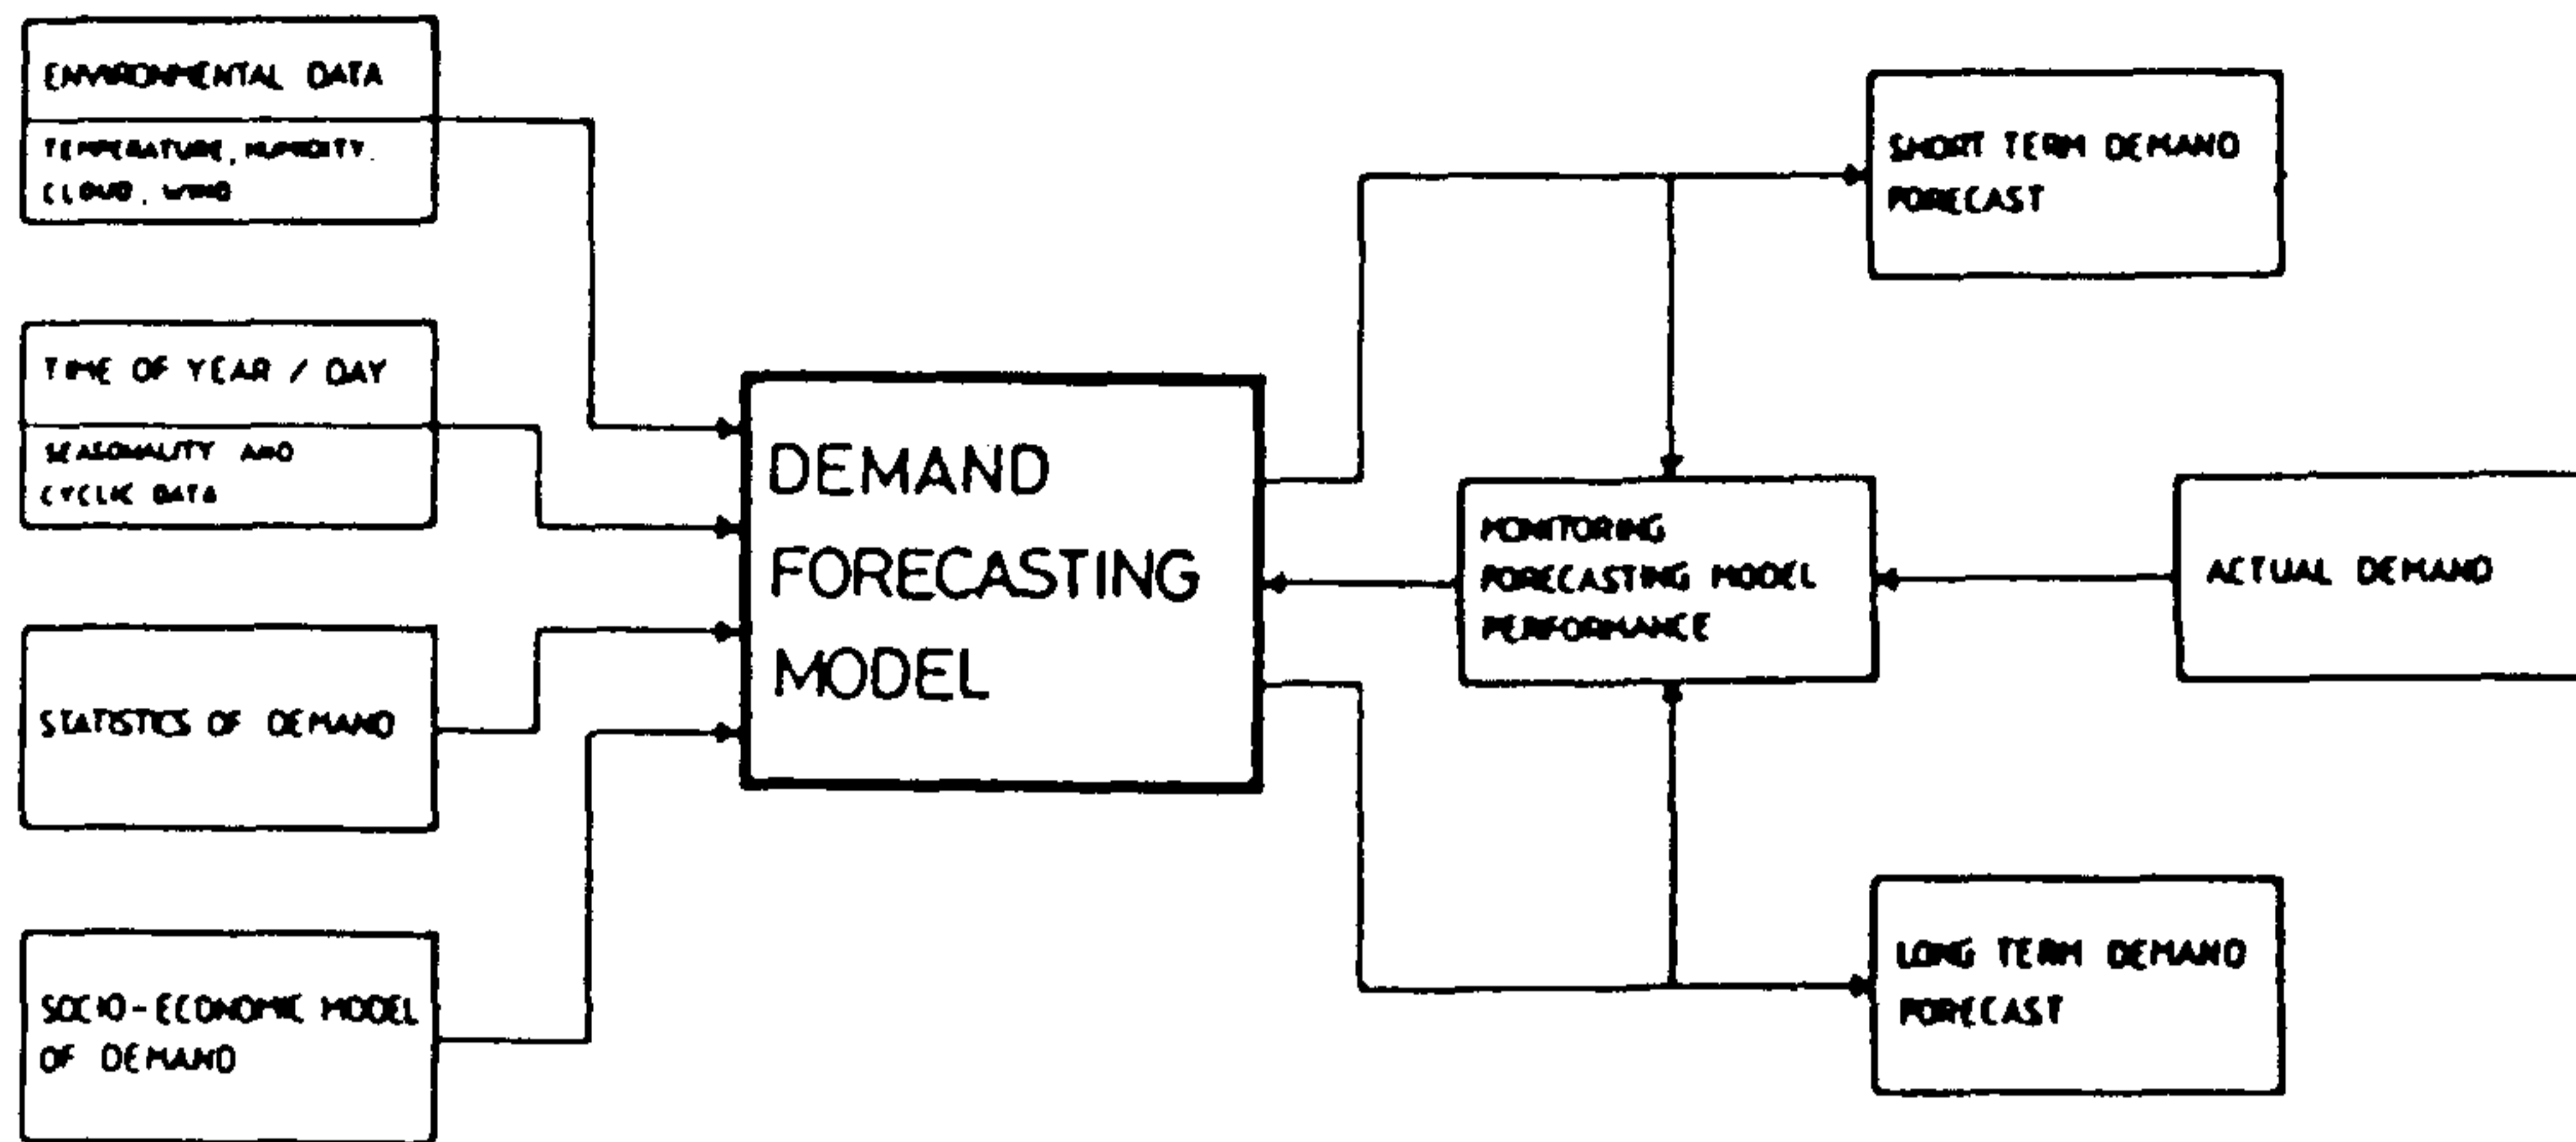 ENVIRONMENTAL DATA
TEMPERATURE, HUMIDITY,
CLOUD, WIND
TIME OF YEAR / DAY
SEASONALITY AND
CYCLIC DATA
STATISTICS OF DEMAND
SOCIO-ECONOMIC MODEL
OF DEMAND
DEMAND
FORECASTING
MODEL
SHORT TERM DEMAND
FORECAST
MONITORING
FORECASTING MODEL
PERFORMANCE
ACTUAL DEMAND
LONG TERM DEMAND
FORECAST